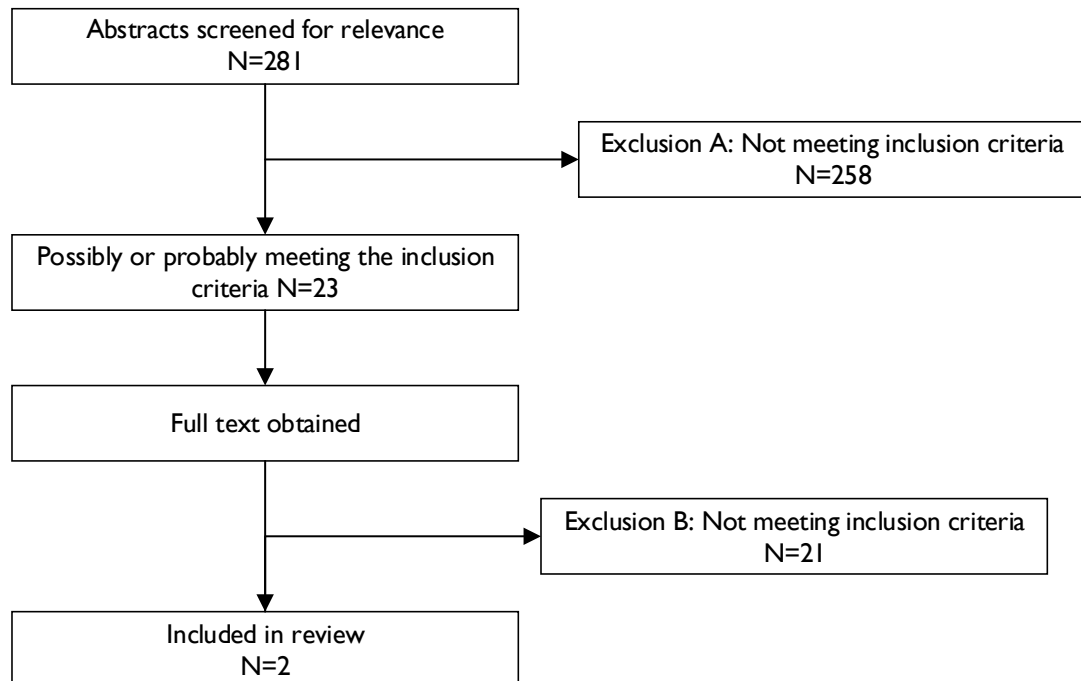 Abstracts screened for relevance
N=281
Exclusion A: Not meeting inclusion criteria
N=258
Possibly or probably meeting the inclusion
criteria N=23
Full text obtained
Exclusion B: Not meeting inclusion criteria
N=21
Included in review
N=2